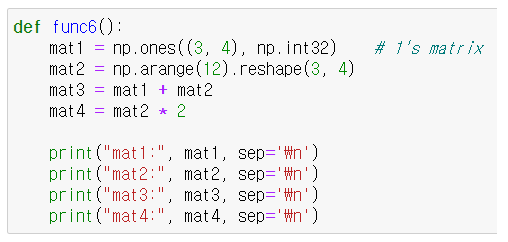 def func6():
    mat1 = np.ones((3, 4), np.int32)    # 1's matrix
    mat2 = np.arange(12).reshape(3, 4)
    mat3 = mat1 + mat2
    mat4 = mat2 * 2

    print("mat1:", mat1, sep='₩n')
    print("mat2:", mat2, sep='₩n')
    print("mat3:", mat3, sep='₩n')
    print("mat4:", mat4, sep='₩n')